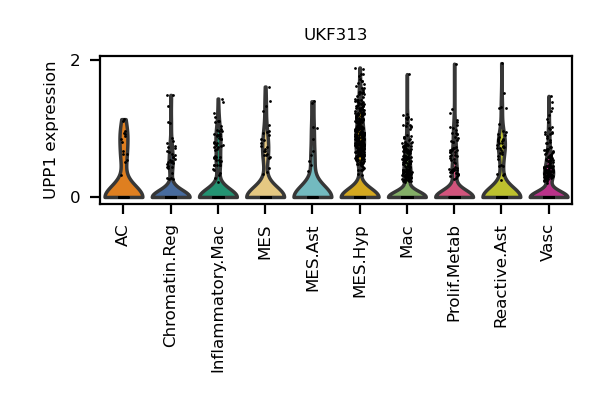 UKF313
UPP1 expression
2
0
AC
Chromatin.Reg
Inflammatory.Mac
MES
MES.Ast
MES.Hyp
Mac
Prolif.Metab
Reactive.Ast
Vasc